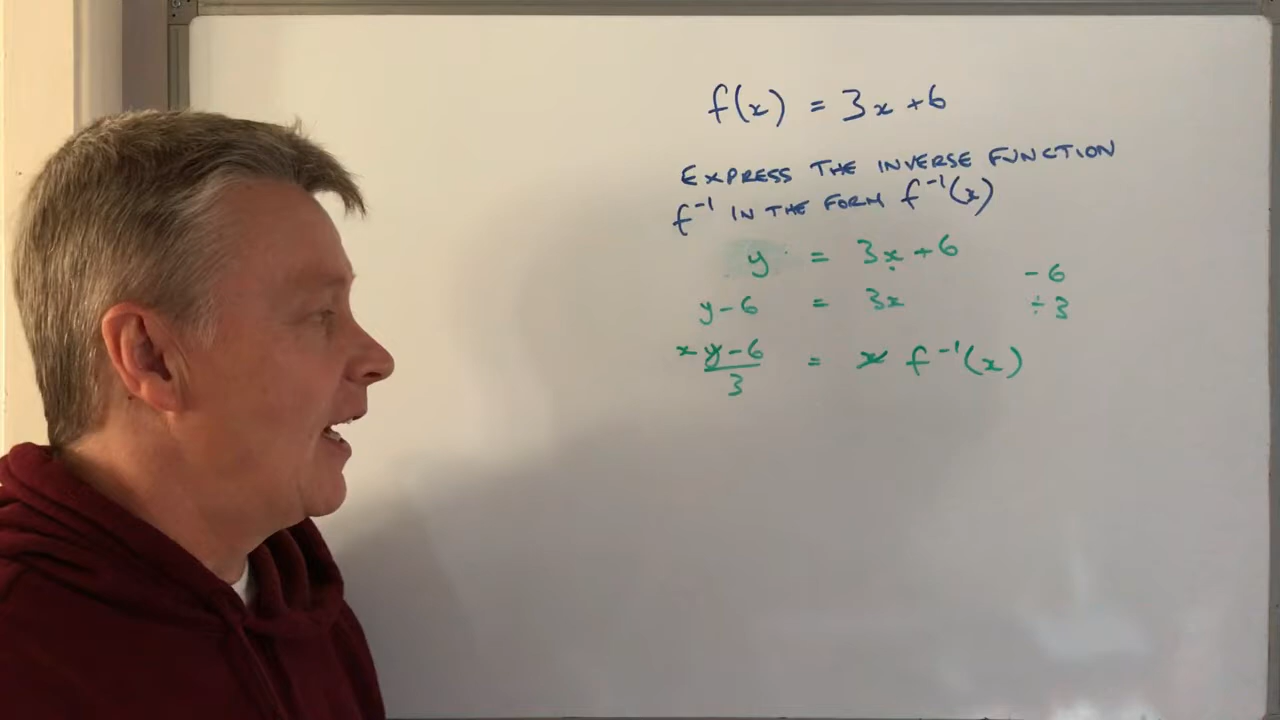 f(x) = 3x + 6
EXPRESS THE INVERSE FUNCTION
f⁻¹ IN THE FORM f⁻¹(x)
y = 3x + 6
- 6
y - 6 = 3x
÷ 3
x y - 6 / 3 = x f⁻¹(x)